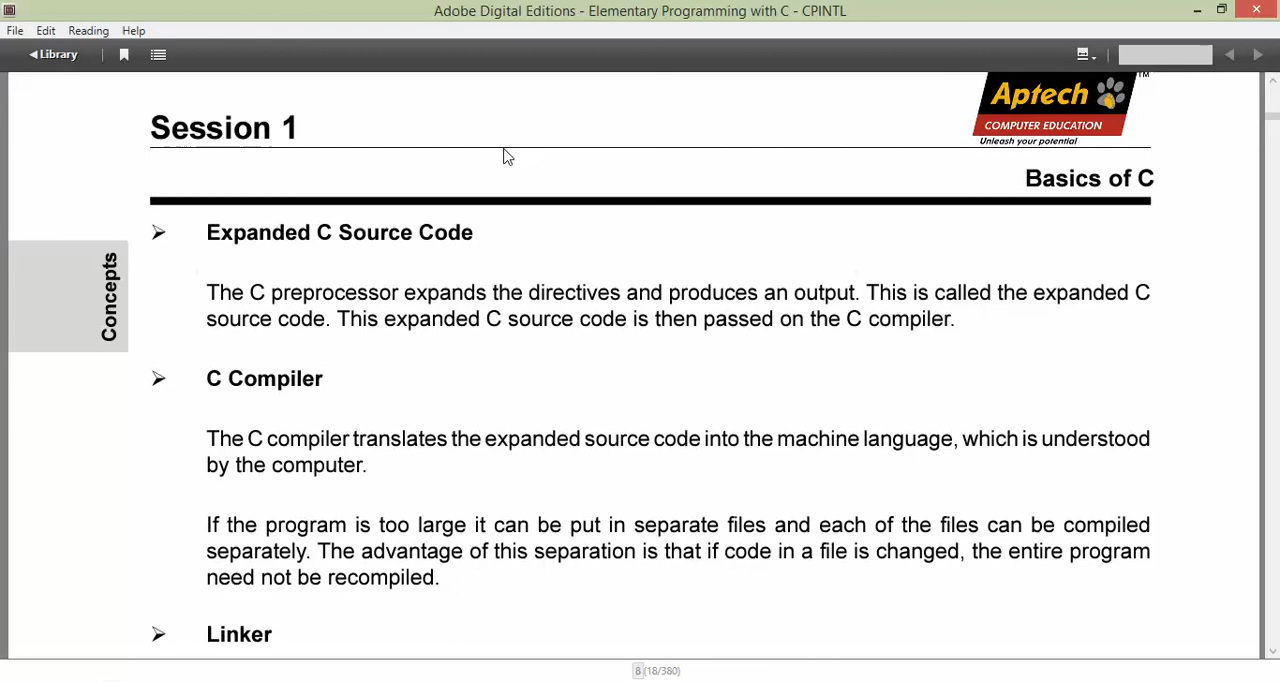 Adobe Digital Editions - Elementary Programming with C - CPINTL
File Edit Reading Help
Library
Aptech
TM
COMPUTER EDUCATION
Unleash your potential
Session 1
Basics of C
Concepts
➢ Expanded C Source Code
The C preprocessor expands the directives and produces an output. This is called the expanded C
source code. This expanded C source code is then passed on the C compiler.
➢ C Compiler
The C compiler translates the expanded source code into the machine language, which is understood
by the computer.
If the program is too large it can be put in separate files and each of the files can be compiled
separately. The advantage of this separation is that if code in a file is changed, the entire program
need not be recompiled.
➢ Linker
8 (18/380)